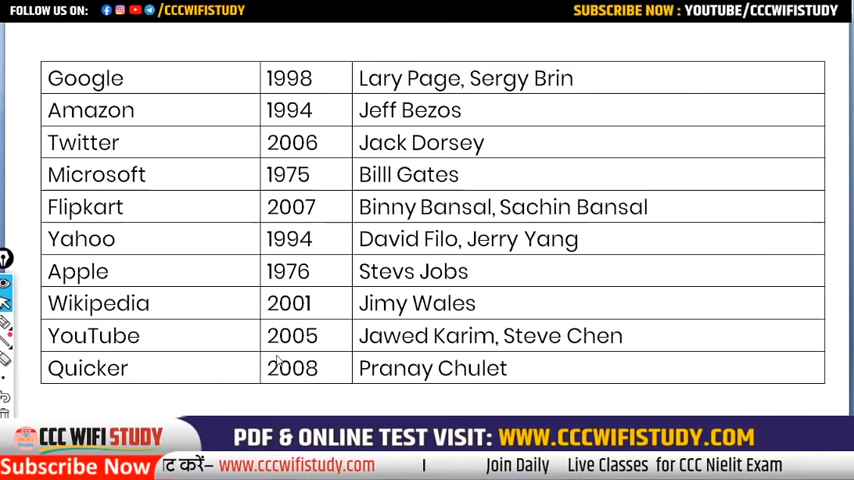 FOLLOW US ON: /CCCWIFISTUDY SUBSCRIBE NOW : YOUTUBE/CCCWIFISTUDY
Google 1998 Lary Page, Sergy Brin
Amazon 1994 Jeff Bezos
Twitter 2006 Jack Dorsey
Microsoft 1975 Billl Gates
Flipkart 2007 Binny Bansal, Sachin Bansal
Yahoo 1994 David Filo, Jerry Yang
Apple 1976 Stevs Jobs
Wikipedia 2001 Jimy Wales
YouTube 2005 Jawed Karim, Steve Chen
Quicker 2008 Pranay Chulet
CCC WIFI STUDY PDF & ONLINE TEST VISIT: WWW.CCCWIFISTUDY.COM
Subscribe Now करें– www.cccwifistudy.com I Join Daily Live Classes for CCC Nielit Exam